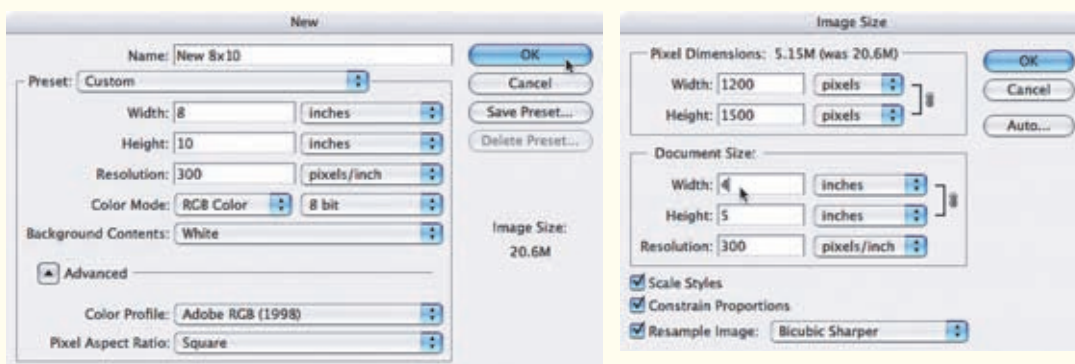 New
Name: New 8x10
OK
Preset: Custom
Cancel
Width: 8 inches
Save Preset...
Height: 10 inches
Delete Preset...
Resolution: 300 pixels/inch
Color Mode: RGB Color 8 bit
Background Contents: White
Image Size:
20.6M
Advanced
Color Profile: Adobe RGB (1998)
Pixel Aspect Ratio: Square
Image Size
Pixel Dimensions: 5.15M (was 20.6M)
OK
Width: 1200 pixels
Cancel
Height: 1500 pixels
Auto...
Document Size:
Width: 4 inches
Height: 5 inches
Resolution: 300 pixels/inch
Scale Styles
Constrain Proportions
Resample Image: Bicubic Sharper